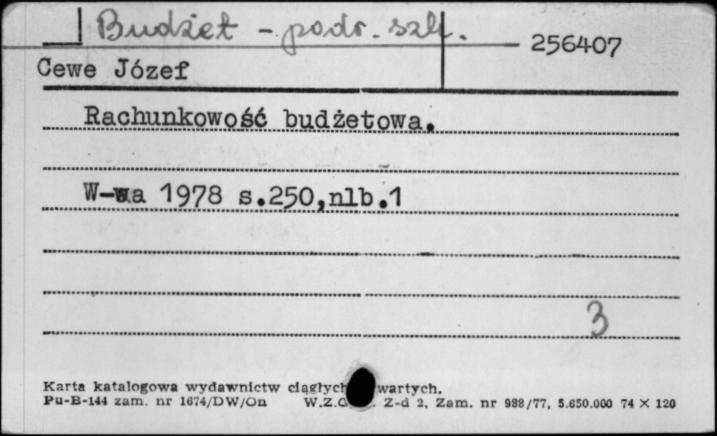 Budżet - podr. szk.
256407
Cewe Józef
Rachunkowość budżetowa.
W-wa 1978 s.250,nlb.1
3
Karta katalogowa wydawnictw ciągłych wartych.
Pu-B-144 zam. nr 1674/DW/On W.Z.G Z-d 2, Zam. nr 988/77, 5.650.000 74 X 120